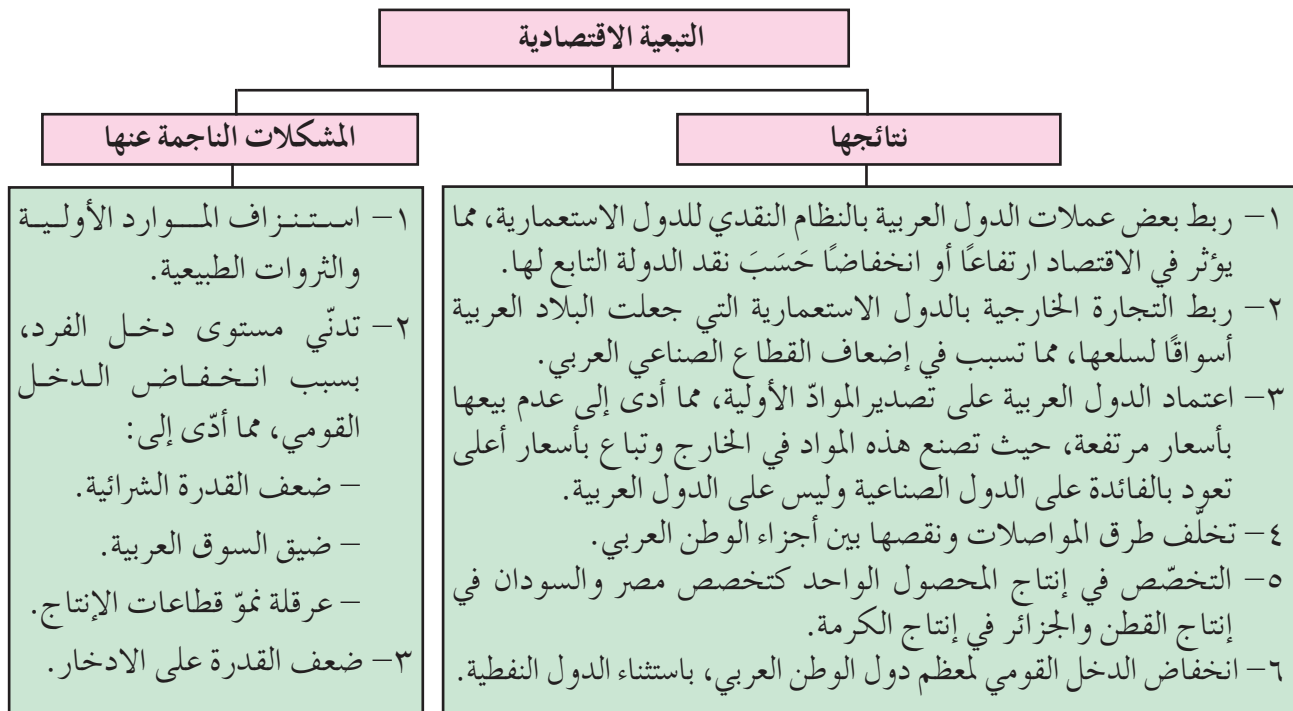 التبعية الاقتصادية
نتائجها
١– ربط بعض عملات الدول العربية بالنظام النقدي للدول الاستعمارية، مما
يؤثر في الاقتصاد ارتفاعًا أو انخفاضًا حَسَبَ نقد الدولة التابع لها.
٢– ربط التجارة الخارجية بالدول الاستعمارية التي جعلت البلاد العربية
أسواقًا لسلعها، مما تسبب في إضعاف القطاع الصناعي العربي.
٣– اعتماد الدول العربية على تصدير الموادّ الأولية، مما أدى إلى عدم بيعها
بأسعار مرتفعة، حيث تصنع هذه المواد في الخارج وتباع بأسعار أعلى
تعود بالفائدة على الدول الصناعية وليس على الدول العربية.
٤– تخلّف طرق المواصلات ونقصها بين أجزاء الوطن العربي.
٥– التخصّص في إنتاج المحصول الواحد كتخصص مصر والسودان في
إنتاج القطن والجزائر في إنتاج الكرمة.
٦– انخفاض الدخل القومي لمعظم دول الوطن العربي، باستثناء الدول النفطية.
المشكلات الناجمة عنها
١– استنزاف الموارد الأولية
والثروات الطبيعية.
٢– تدنّي مستوى دخل الفرد،
بسبب انخفاض الدخل
القومي، مما أدّى إلى:
– ضعف القدرة الشرائية.
– ضيق السوق العربية.
– عرقلة نموّ قطاعات الإنتاج.
٣– ضعف القدرة على الادخار.